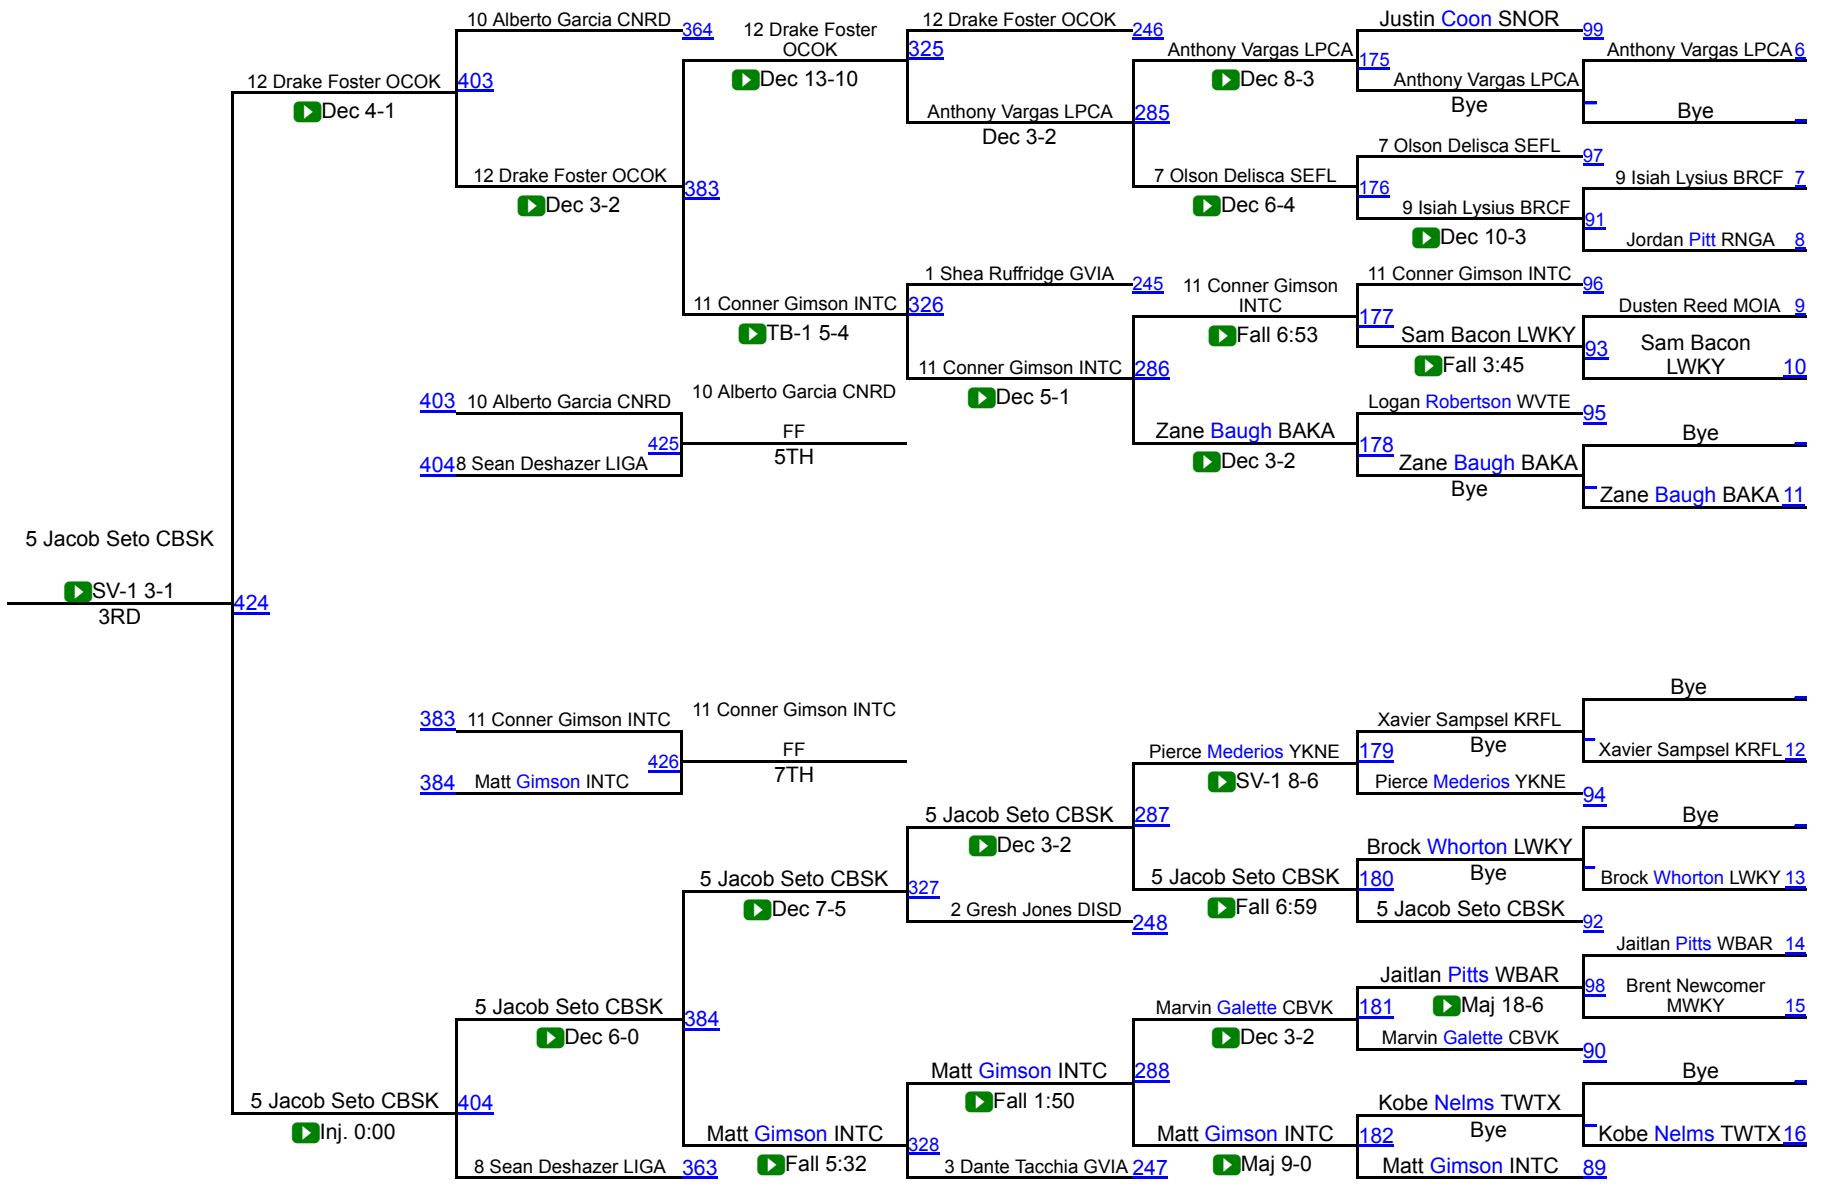 10 Alberto Garcia CNRD
364
12 Drake Foster
OCOK
12 Drake Foster OCOK
246
Justin Coon SNOR
99
Anthony Vargas LPCA
6
325
Anthony Vargas LPCA
175
12 Drake Foster OCOK
403
Dec 13-10
Dec 8-3
Anthony Vargas LPCA
Bye
Dec 4-1
Anthony Vargas LPCA
285
Bye
Dec 3-2
7 Olson Delisca SEFL
97
12 Drake Foster OCOK
383
7 Olson Delisca SEFL
176
9 Isiah Lysius BRCF
7
Dec 3-2
Dec 6-4
9 Isiah Lysius BRCF
91
Dec 10-3
Jordan Pitt RNGA
8
1 Shea Ruffridge GVIA
245
11 Conner Gimson
INTC
11 Conner Gimson INTC
96
11 Conner Gimson INTC
326
Dusten Reed MOIA
9
177
TB-1 5-4
Fall 6:53
Sam Bacon LWKY
93
Sam Bacon
LWKY
10
11 Conner Gimson INTC
286
Fall 3:45
403
10 Alberto Garcia CNRD
10 Alberto Garcia CNRD
Dec 5-1
Logan Robertson WVTE
95
425
FF
5TH
Zane Baugh BAKA
178
Bye
404
8 Sean Deshazer LIGA
Dec 3-2
Zane Baugh BAKA
Bye
Zane Baugh BAKA
11
5 Jacob Seto CBSK
SV-1 3-1
3RD
424
Bye
383
11 Conner Gimson INTC
11 Conner Gimson INTC
Xavier Sampsel KRFL
Bye
426
FF
7TH
Pierce Mederios YKNE
179
Xavier Sampsel KRFL
12
384
Matt Gimson INTC
SV-1 8-6
Pierce Mederios YKNE
94
5 Jacob Seto CBSK
287
Bye
Dec 3-2
Brock Whorton LWKY
Bye
5 Jacob Seto CBSK
327
5 Jacob Seto CBSK
180
Brock Whorton LWKY
13
Dec 7-5
2 Gresh Jones DISD
248
Fall 6:59
5 Jacob Seto CBSK
92
Jaitlan Pitts WBAR
14
Jaitlan Pitts WBAR
98
Brent Newcomer
MWKY
15
5 Jacob Seto CBSK
384
Marvin Galette CBVK
181
Maj 18-6
Dec 6-0
Dec 3-2
Marvin Galette CBVK
90
Matt Gimson INTC
288
Bye
5 Jacob Seto CBSK
404
Fall 1:50
Kobe Nelms TWTX
Bye
Inj. 0:00
Matt Gimson INTC
328
Matt Gimson INTC
182
Kobe Nelms TWTX
16
8 Sean Deshazer LIGA
363
Fall 5:32
3 Dante Tacchia GVIA
247
Maj 9-0
Matt Gimson INTC
89